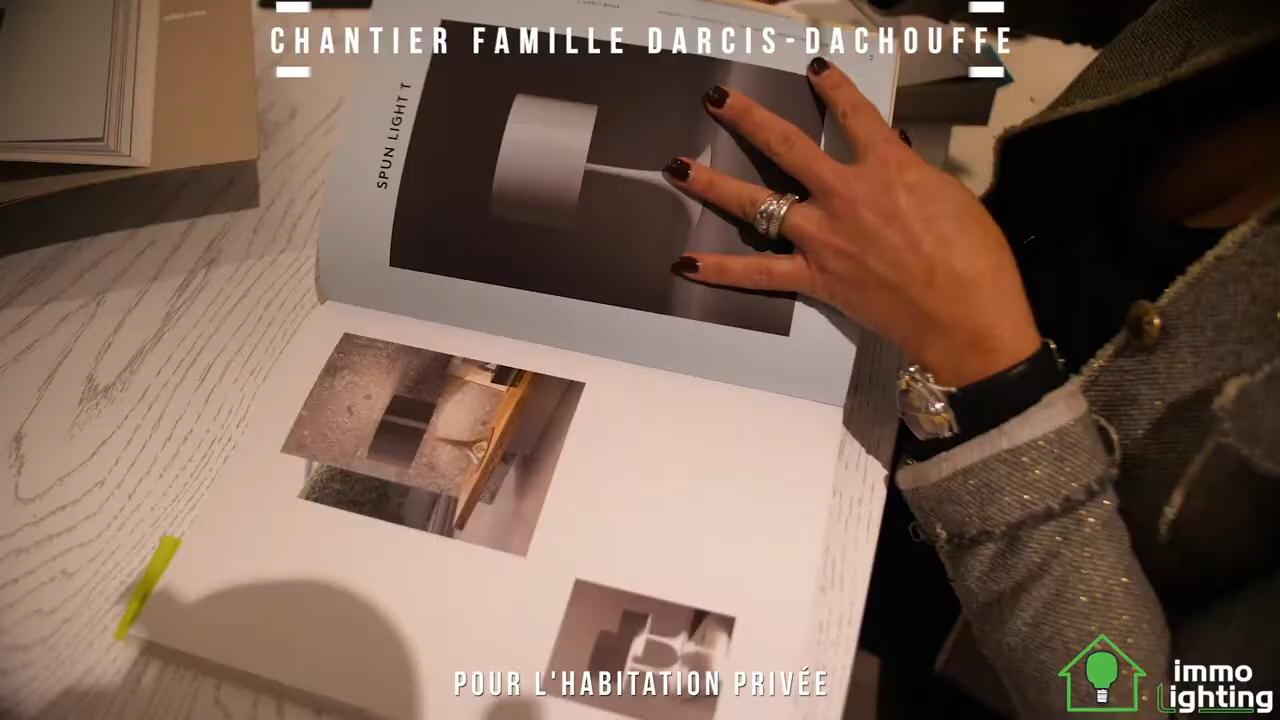 CHANTIER FAMILLE DARCIS-DACHOUFFE
SPUN LIGHT T
POUR L'HABITATION PRIVÉE
immo
Lighting